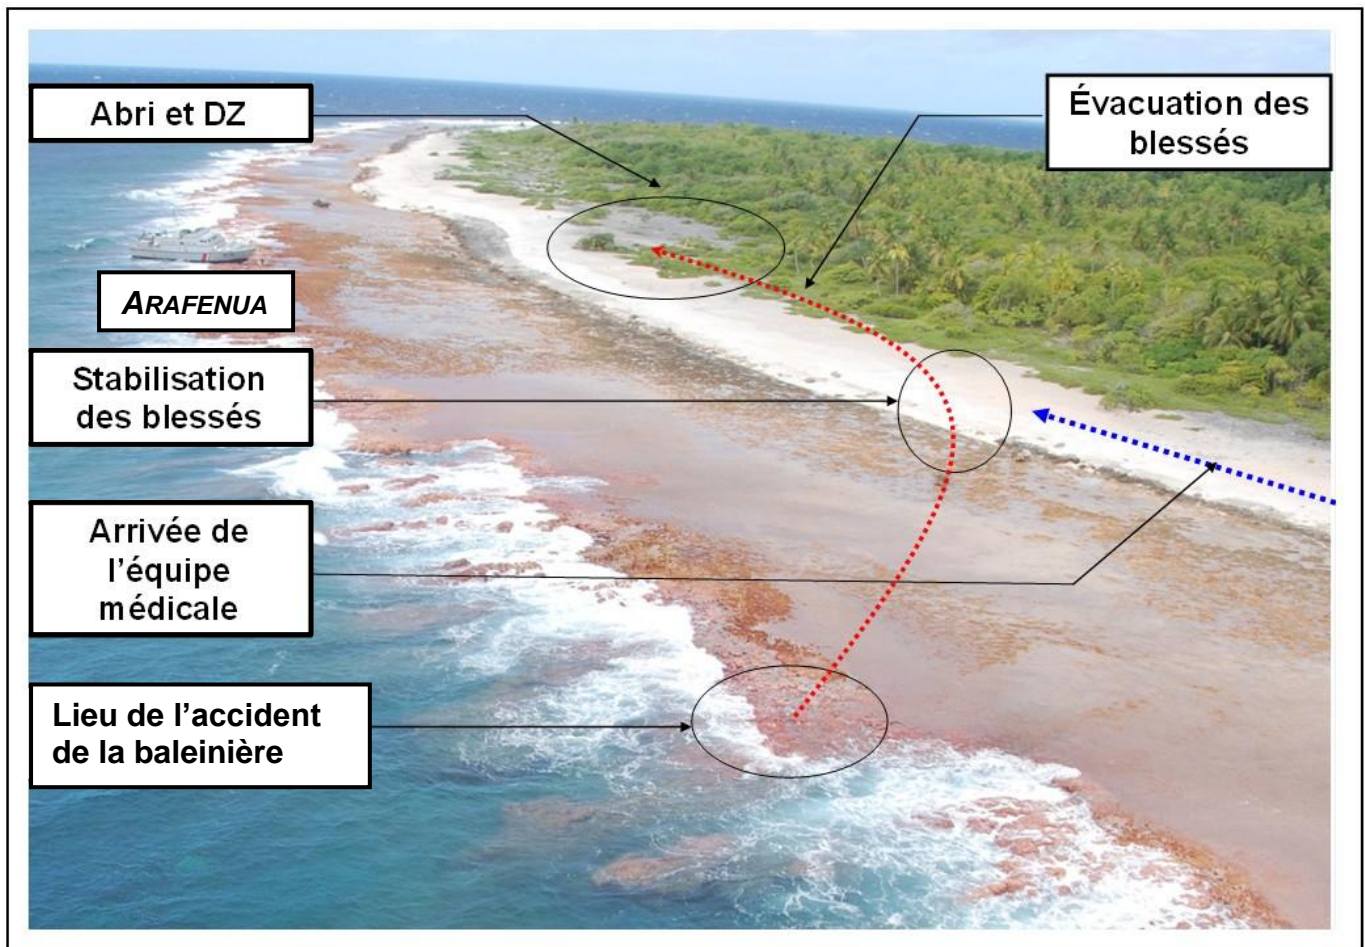 Abri et DZ
Évacuation des
blessés
ARAFENUA
Stabilisation
des blessés
Arrivée de
l'équipe
médicale
Lieu de l'accident
de la baleinière